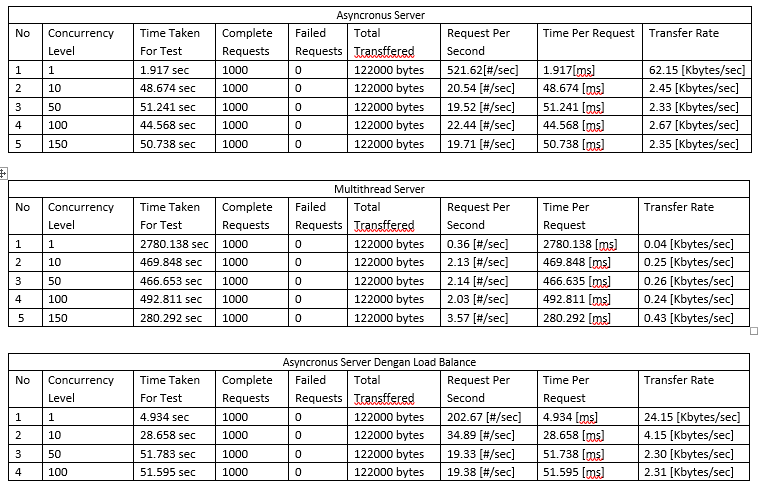 Asyncronus Server
No Concurrency Level Time Taken For Test Complete Requests Failed Requests Total Transffered Request Per Second Time Per Request Transfer Rate
1 1 1.917 sec 1000 0 122000 bytes 521.62[#/sec] 1.917[ms] 62.15 [Kbytes/sec]
2 10 48.674 sec 1000 0 122000 bytes 20.54 [#/sec] 48.674 [ms] 2.45 [Kbytes/sec]
3 50 51.241 sec 1000 0 122000 bytes 19.52 [#/sec] 51.241 [ms] 2.33 [Kbytes/sec]
4 100 44.568 sec 1000 0 122000 bytes 22.44 [#/sec] 44.568 [ms] 2.67 [Kbytes/sec]
5 150 50.738 sec 1000 0 122000 bytes 19.71 [#/sec] 50.738 [ms] 2.35 [Kbytes/sec]
Multithread Server
No Concurrency Level Time Taken For Test Complete Requests Failed Requests Total Transffered Request Per Second Time Per Request Transfer Rate
1 1 2780.138 sec 1000 0 122000 bytes 0.36 [#/sec] 2780.138 [ms] 0.04 [Kbytes/sec]
2 10 469.848 sec 1000 0 122000 bytes 2.13 [#/sec] 469.848 [ms] 0.25 [Kbytes/sec]
3 50 466.653 sec 1000 0 122000 bytes 2.14 [#/sec] 466.635 [ms] 0.26 [Kbytes/sec]
4 100 492.811 sec 1000 0 122000 bytes 2.03 [#/sec] 492.811 [ms] 0.24 [Kbytes/sec]
5 150 280.292 sec 1000 0 122000 bytes 3.57 [#/sec] 280.292 [ms] 0.43 [Kbytes/sec]
Asyncronus Server Dengan Load Balance
No Concurrency Level Time Taken For Test Complete Requests Failed Requests Total Transffered Request Per Second Time Per Request Transfer Rate
1 1 4.934 sec 1000 0 122000 bytes 202.67 [#/sec] 4.934 [ms] 24.15 [Kbytes/sec]
2 10 28.658 sec 1000 0 122000 bytes 34.89 [#/sec] 28.658 [ms] 4.15 [Kbytes/sec]
3 50 51.783 sec 1000 0 122000 bytes 19.33 [#/sec] 51.738 [ms] 2.30 [Kbytes/sec]
4 100 51.595 sec 1000 0 122000 bytes 19.38 [#/sec] 51.595 [ms] 2.31 [Kbytes/sec]